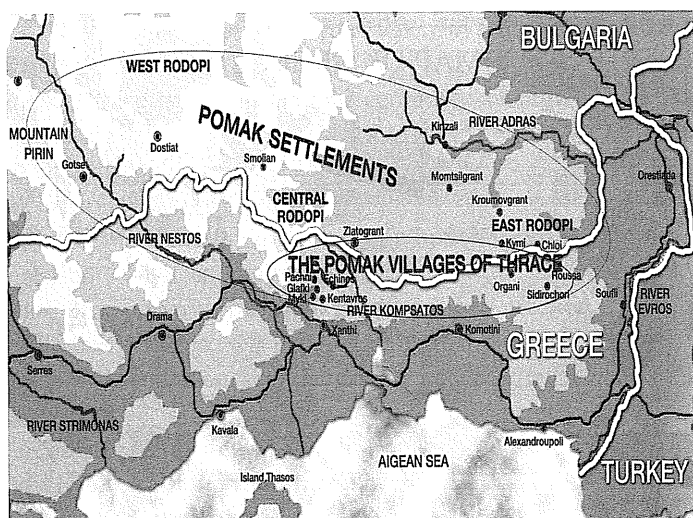 BULGARIA
WEST RODOPI
POMAK SETTLEMENTS
RIVER ADRAS
Kinzali
MOUNTAIN
PIRIN
Dostiat
Smolian
Gotse
Momtsilgrant
Orestiada
Kroumovgrant
CENTRAL
RODOPI
EAST RODOPI
Zlatogrant
Kymi
Chloi
RIVER NESTOS
THE POMAK VILLAGES OF THRACE
Pachni
Echinos
Organi
Roussa
Glafki
Sidirochori
Myki
Kentavros
Soufli
RIVER
EVROS
RIVER KOMPSATOS
Drama
Xanthi
Komotini
GREECE
Serres
RIVER STRIMONAS
Kavala
Alexandroupoli
AIGEAN SEA
Island Thasos
TURKEY